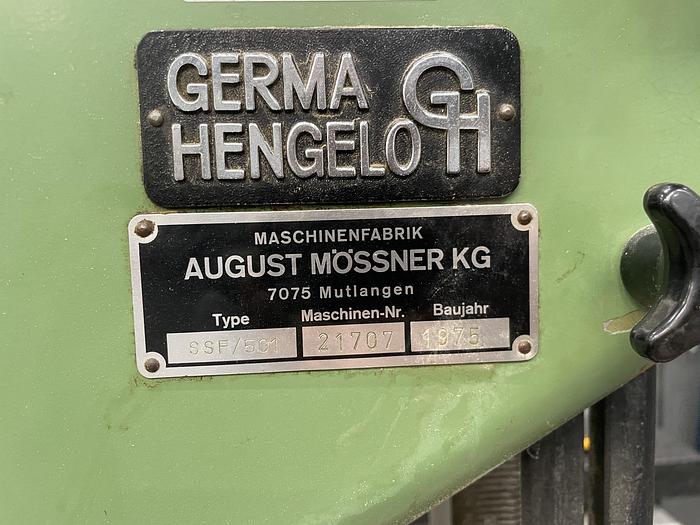 GERMA
HENGELO
GH
MASCHINENFABRIK
AUGUST MÖSSNER KG
7075 Mutlangen
Type Maschinen-Nr. Baujahr
SSF/501 21707 1975